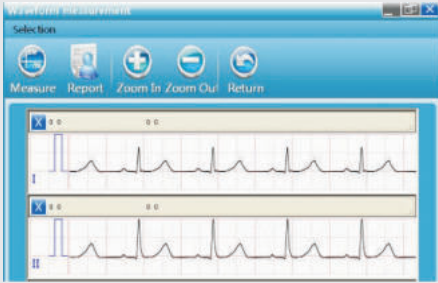 Waveform measurement
Selection
Measure Report Zoom In Zoom Out Return
X 0 0 0 0
I
X 0 0 0 0
II